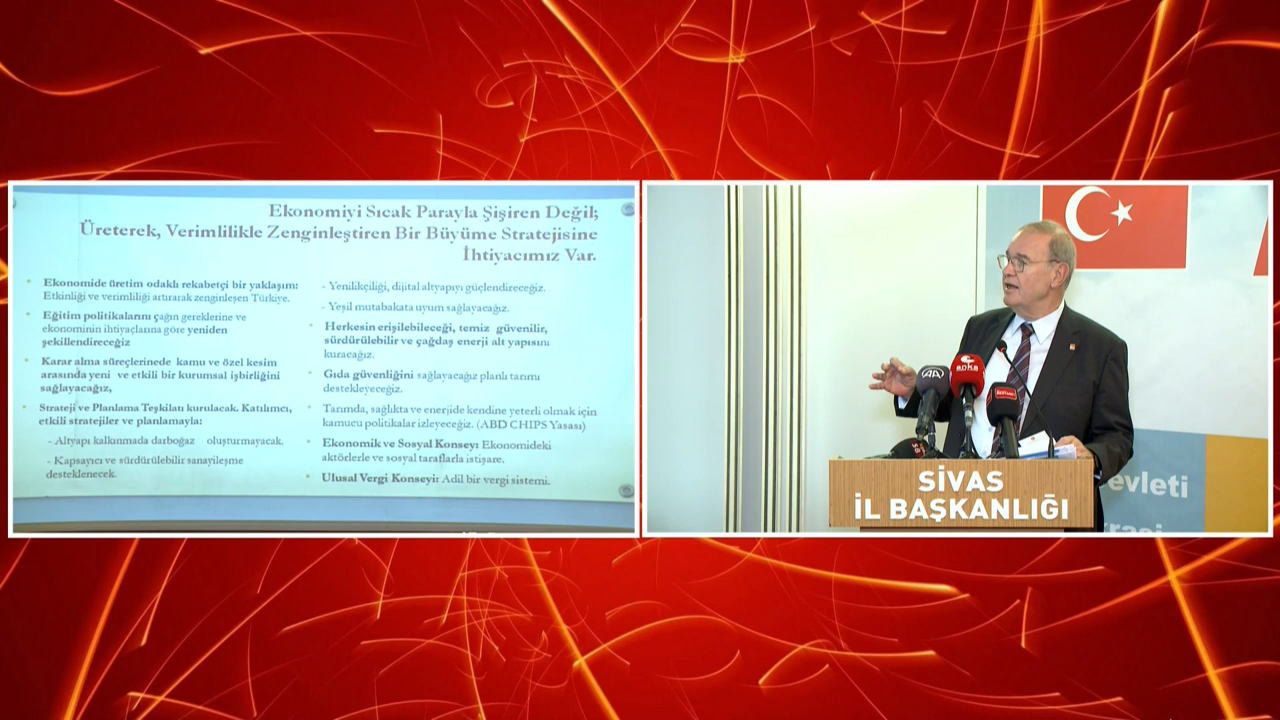 Ekonomiyi Sıcak Parayla Şişiren Değil;
Üreterek, Verimlilikle Zenginleştiren Bir Büyüme Stratejisine
İhtiyacımız Var.
• Ekonomide üretim odaklı rekabetçi bir yaklaşım:
Etkinliği ve verimliliği artırarak zenginleşen Türkiye.
• Eğitim politikalarını çağın gereklerine ve
ekonominin ihtiyaçlarına göre yeniden
şekillendireceğiz
• Karar alma süreçlerinede kamu ve özel kesim
arasında yeni ve etkili bir kurumsal işbirliğini
sağlayacağız,
• Strateji ve Planlama Teşkilatı kurulacak. Katılımcı,
etkili stratejiler ve planlamayla:
- Altyapı kalkınmada darboğaz oluşturmayacak.
- Kapsayıcı ve sürdürülebilir sanayileşme
desteklenecek.
- Yenilikçiliği, dijital altyapıyı güçlendireceğiz.
- Yeşil mutabakata uyum sağlayacağız.
• Herkesin erişilebileceği, temiz güvenilir,
sürdürülebilir ve çağdaş enerji alt yapısını
kuracağız.
• Gıda güvenliğini sağlayacağız planlı tarımı
destekleyeceğiz.
• Tarımda, sağlıkta ve enerjide kendine yeterli olmak için
kamucu politikalar izleyeceğiz. (ABD CHIPS Yasası)
• Ekonomik ve Sosyal Konsey: Ekonomideki
aktörlerle ve sosyal taraflarla istişare.
• Ulusal Vergi Konseyi: Adil bir vergi sistemi.
AA
anka
SİVAS
İL BAŞKANLIĞI
evleti